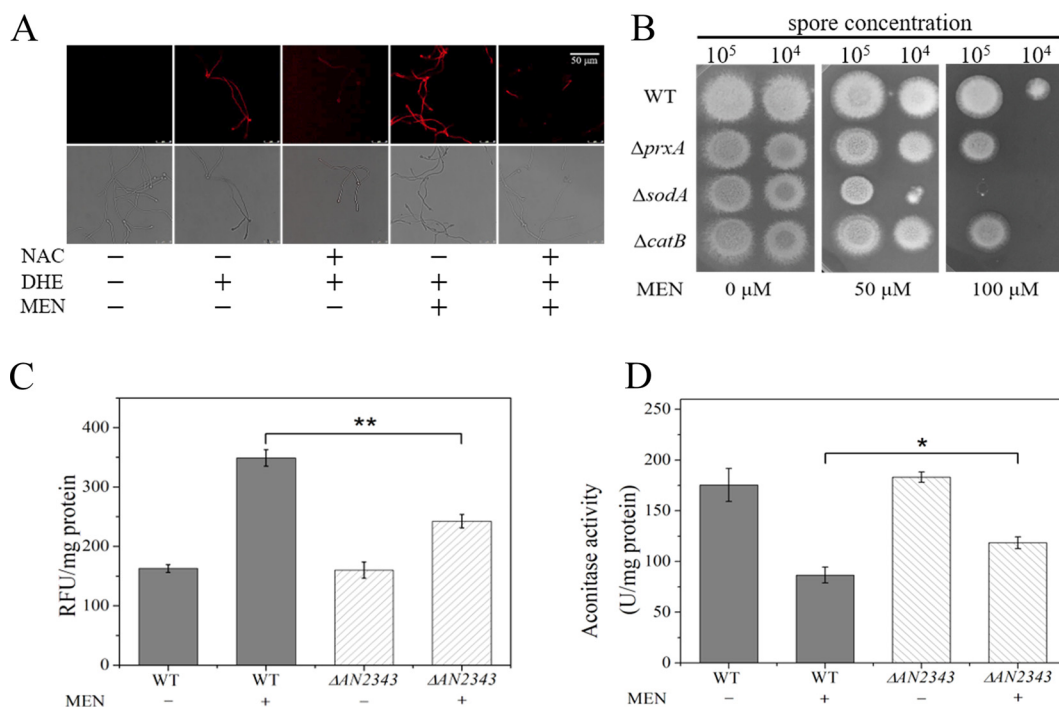 A
50 μm
NAC − − + − +
DHE − + + + +
MEN − − − + +
B
spore concentration
10⁵ 10⁴ 10⁵ 10⁴ 10⁵ 10⁴
WT
ΔprxA
ΔsodA
ΔcatB
MEN 0 μM 50 μM 100 μM
C
RFU/mg protein
400
300
200
100
0
**
WT WT ΔAN2343 ΔAN2343
MEN − + − +
D
Aconitase activity
(U/mg protein)
250
200
150
100
50
0
*
WT WT ΔAN2343 ΔAN2343
MEN − + − +